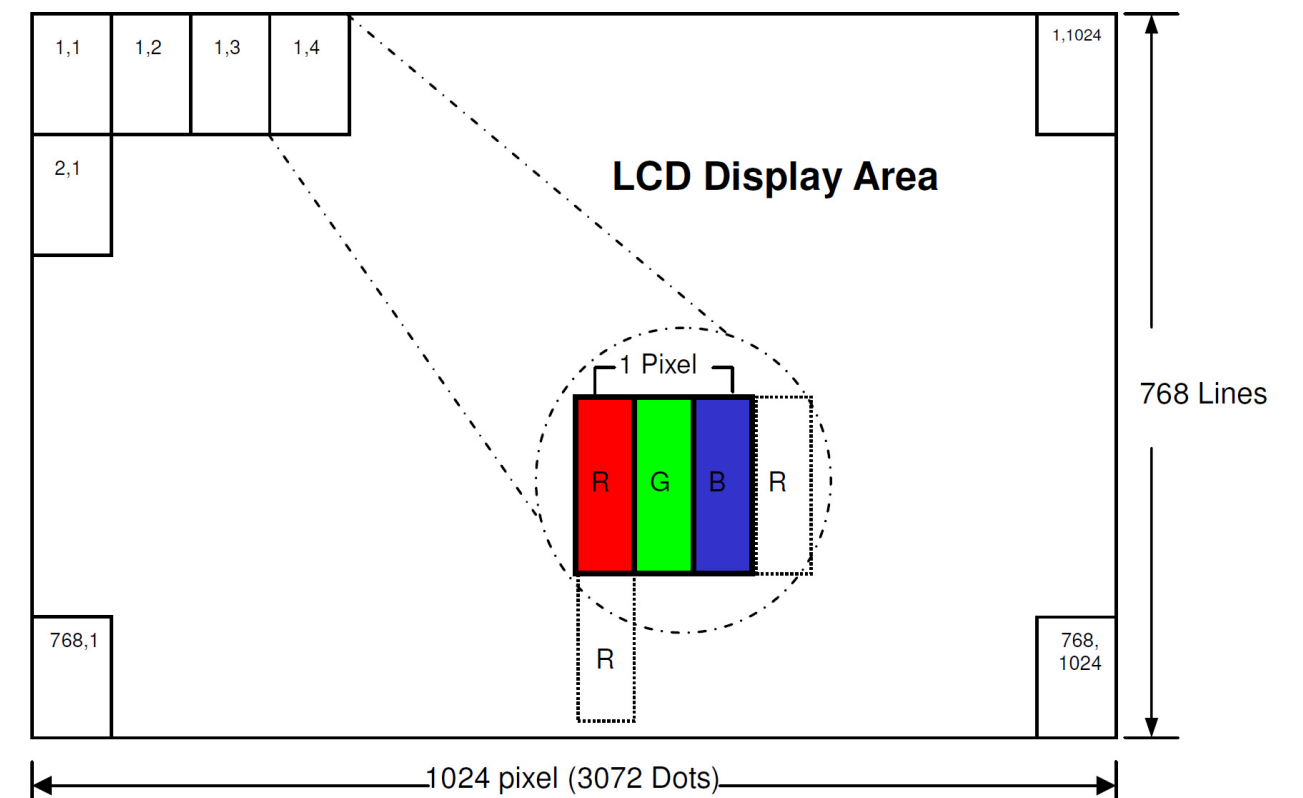 1,1
1,2
1,3
1,4
1,1024
2,1
LCD Display Area
1 Pixel
768 Lines
R
G
B
R
R
768,1
768,
1024
1024 pixel (3072 Dots)